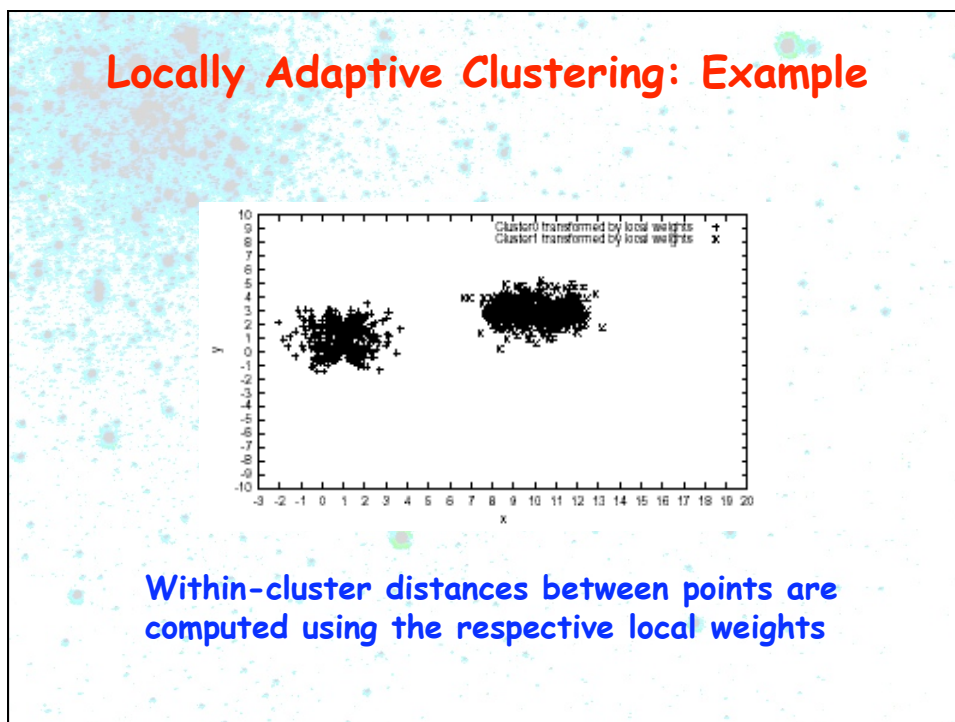 Locally Adaptive Clustering: Example
Cluster0 transformed by local weights +
Cluster1 transformed by local weights x
10
9
8
7
6
5
4
3
2
1
0
-1
-2
-3
-4
-5
-6
-7
-8
-9
-10
y
-3 -2 -1 0 1 2 3 4 5 6 7 8 9 10 11 12 13 14 15 16 17 18 19 20
x
Within-cluster distances between points are
computed using the respective local weights